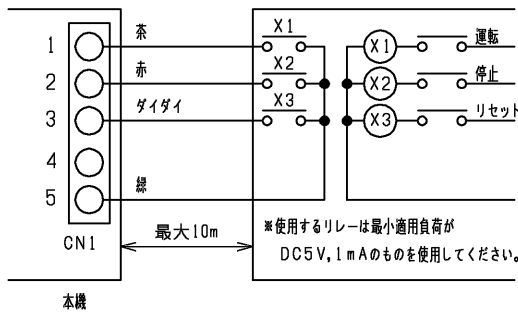 1 茶 X1 X1 運転
2 赤 X2 X2 停止
3 ダイダイ X3 X3 リセット
4
5 緑
CN1 最大10m
※使用するリレーは最小適用負荷が
DC5V,1mAのものを使用してください。
本機